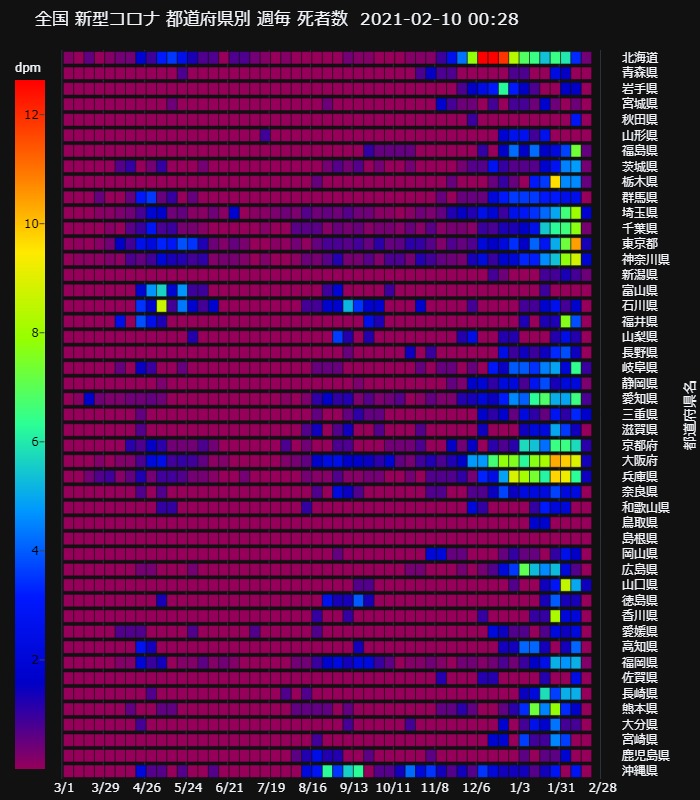 全国 新型コロナ 都道府県別 週毎 死者数 2021-02-10 00:28
dpm
12
10
8
6
4
2
北海道
青森県
岩手県
宮城県
秋田県
山形県
福島県
茨城県
栃木県
群馬県
埼玉県
千葉県
東京都
神奈川県
新潟県
富山県
石川県
福井県
山梨県
長野県
岐阜県
静岡県
愛知県
三重県
滋賀県
京都府
大阪府
兵庫県
奈良県
和歌山県
鳥取県
島根県
岡山県
広島県
山口県
徳島県
香川県
愛媛県
高知県
福岡県
佐賀県
長崎県
熊本県
大分県
宮崎県
鹿児島県
沖縄県
都道府県名
3/1 3/29 4/26 5/24 6/21 7/19 8/16 9/13 10/11 11/8 12/6 1/3 1/31 2/28